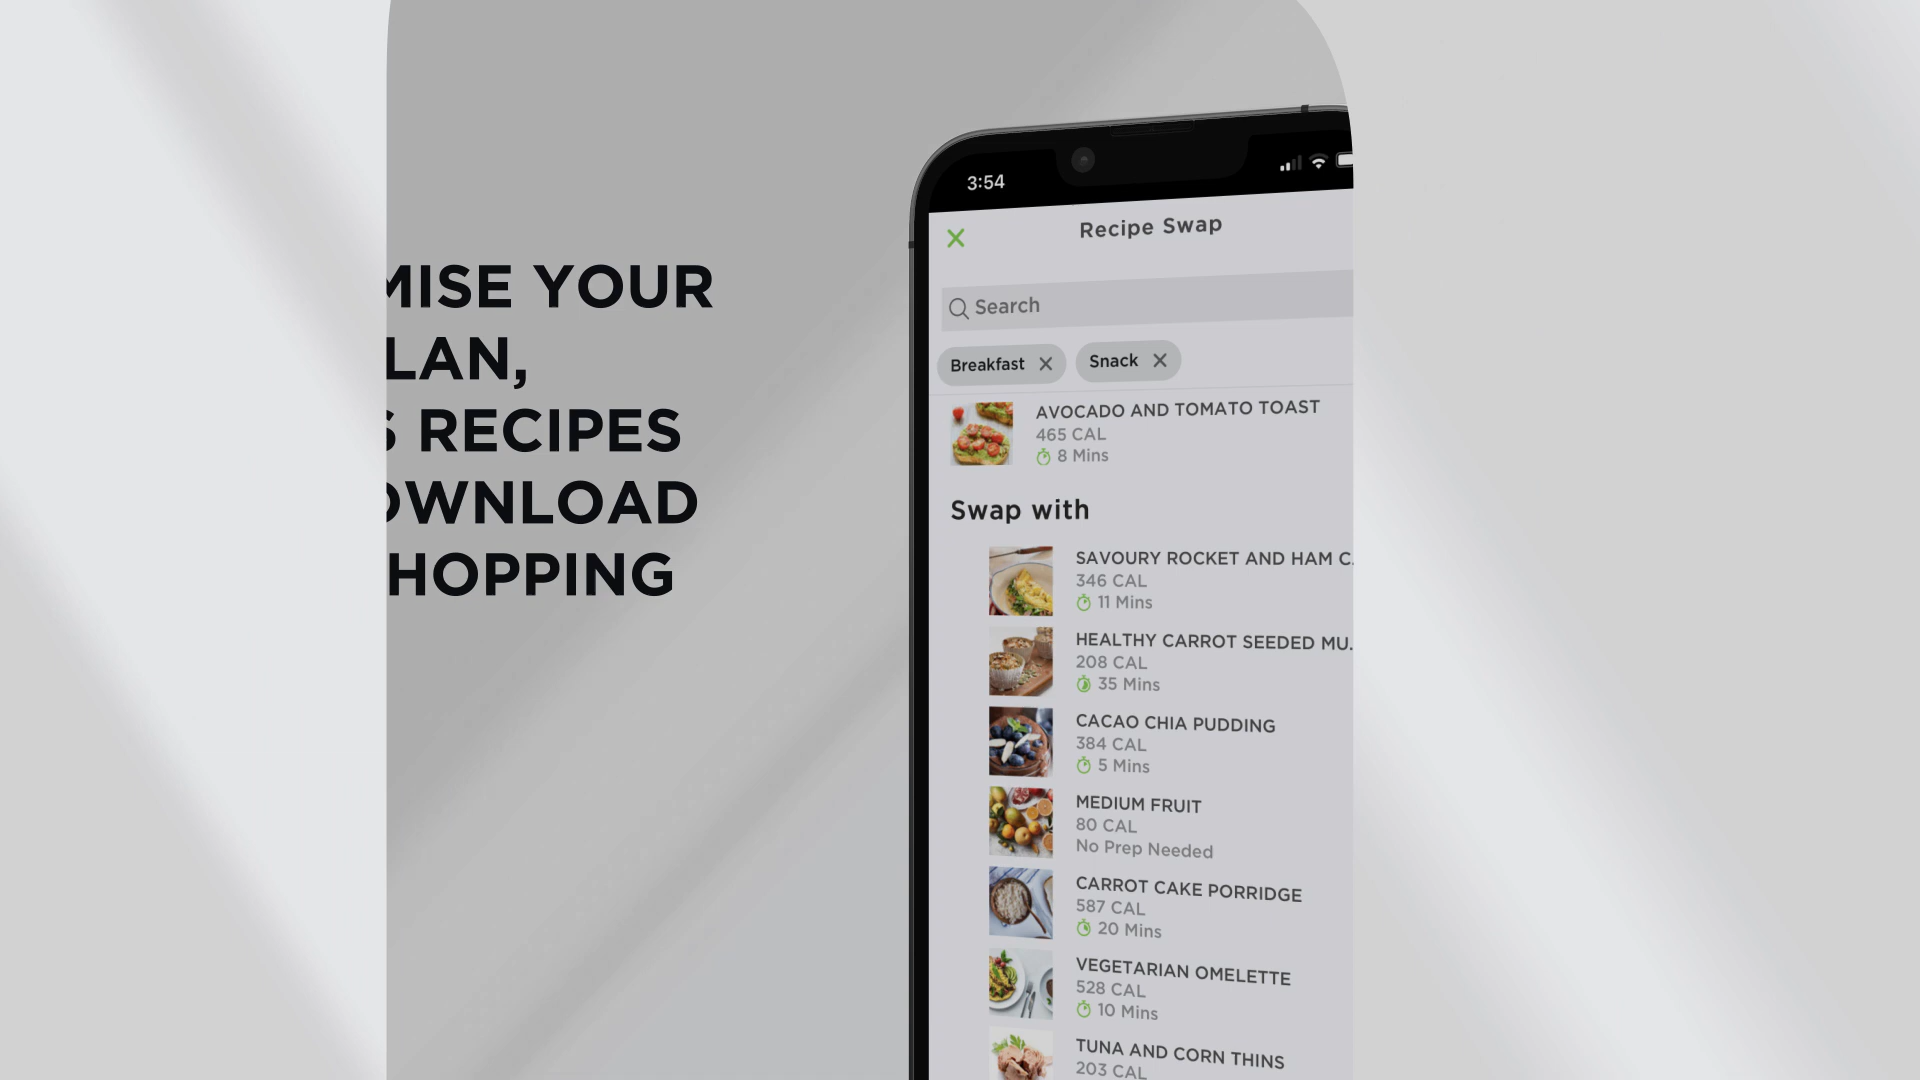 MISE YOUR
LAN,
S RECIPES
OWNLOAD
HOPPING
3:54
Recipe Swap
Search
Breakfast
Snack
AVOCADO AND TOMATO TOAST
465 CAL
8 Mins
Swap with
SAVOURY ROCKET AND HAM C.
346 CAL
11 Mins
HEALTHY CARROT SEEDED MU.
208 CAL
35 Mins
CACAO CHIA PUDDING
384 CAL
5 Mins
MEDIUM FRUIT
80 CAL
No Prep Needed
CARROT CAKE PORRIDGE
587 CAL
20 Mins
VEGETARIAN OMELETTE
528 CAL
10 Mins
TUNA AND CORN THINS
203 CAL